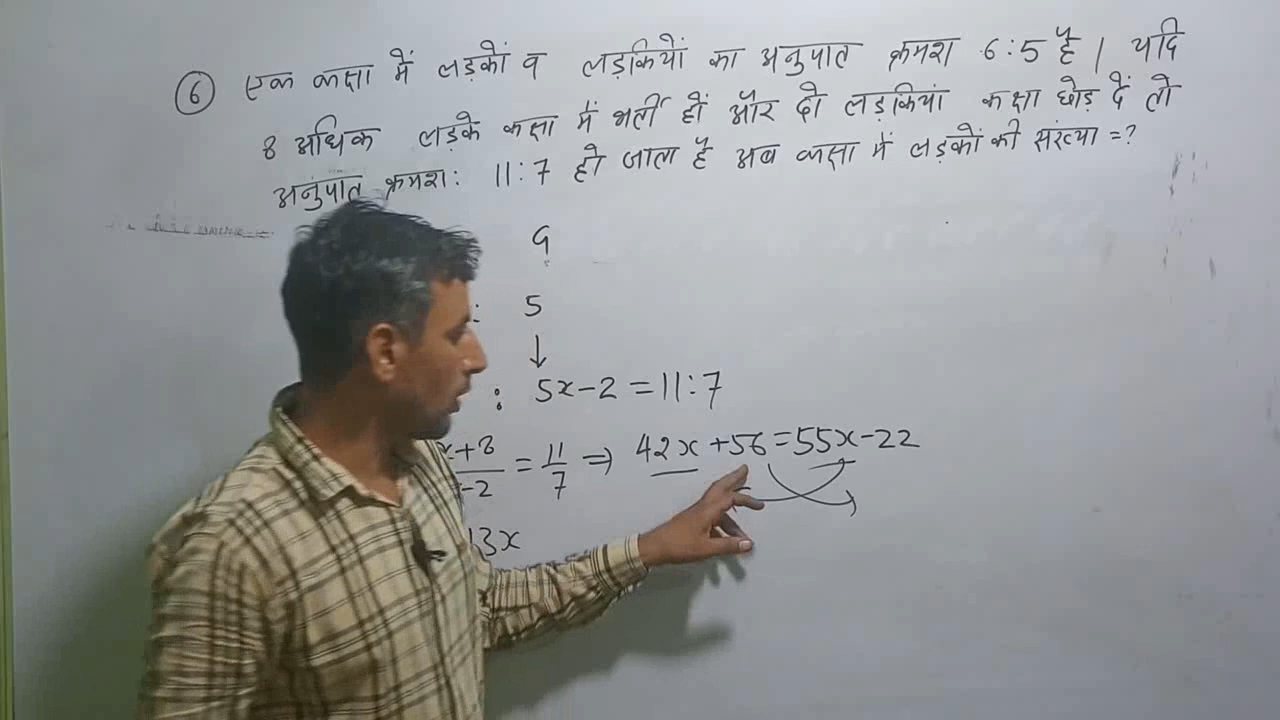 ⑥ एक कक्षा में लड़कों व लड़कियों का अनुपात क्रमश 6:5 है। यदि
8 अधिक लड़के कक्षा में भर्ती हों और दो लड़कियां कक्षा छोड़ दें तो
अनुपात क्रमश: 11:7 हो जाता है अब कक्षा में लड़कों की संख्या =?
G
: 5
↓
: 5x-2 = 11:7
x+8/-2 = 11/7 ⇒ 42x+56=55x-22
13x